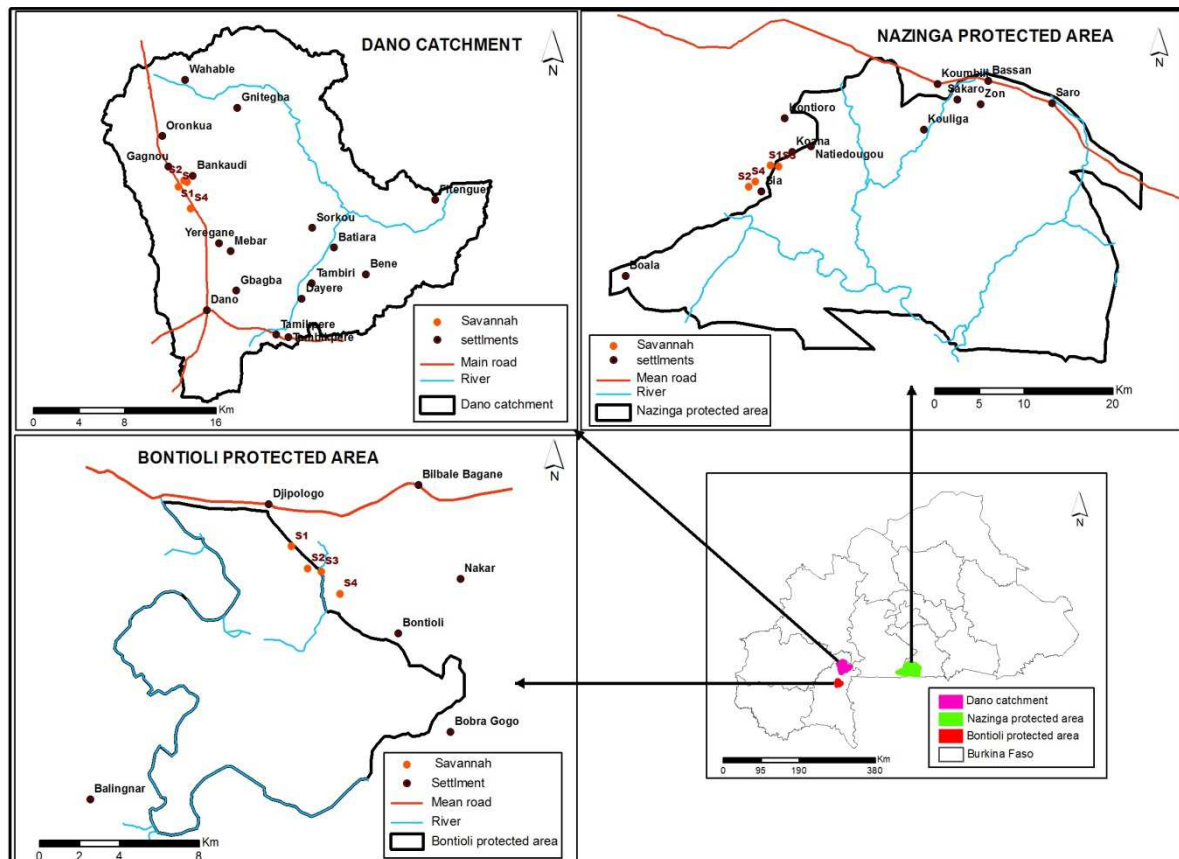 DANO CATCHMENT
N
Wahable
Gnitegba
Oronkua
Gagnou
Bankaudi
S2
S1
S4
Fitenguer
Sorkou
Yeregane
Mebar
Batiara
Bene
Tambiri
Gbagba
Dayere
Dano
Tamikpere
Savannah
settlments
Main road
River
Dano catchment
Km
0 4 8 16
NAZINGA PROTECTED AREA
N
Koumbili
Bassan
Sakaro
Zon
Saro
Kontioro
Kouliga
Koana
Natiedougou
S2
S4
Sia
Boala
Savannah
settlments
Mean road
River
Nazinga protected area
Km
0 5 10 20
BONTIOLI PROTECTED AREA
N
Bilbale Bagane
Djipologo
S1
S2
S3
S4
Nakar
Bontioli
Bobra Gogo
Balingnar
Savannah
Settlment
Mean road
River
Bontioli protected area
Km
0 2 4 8
N
Dano catchment
Nazinga protected area
Bontioli protected area
Burkina Faso
Km
0 95 190 380